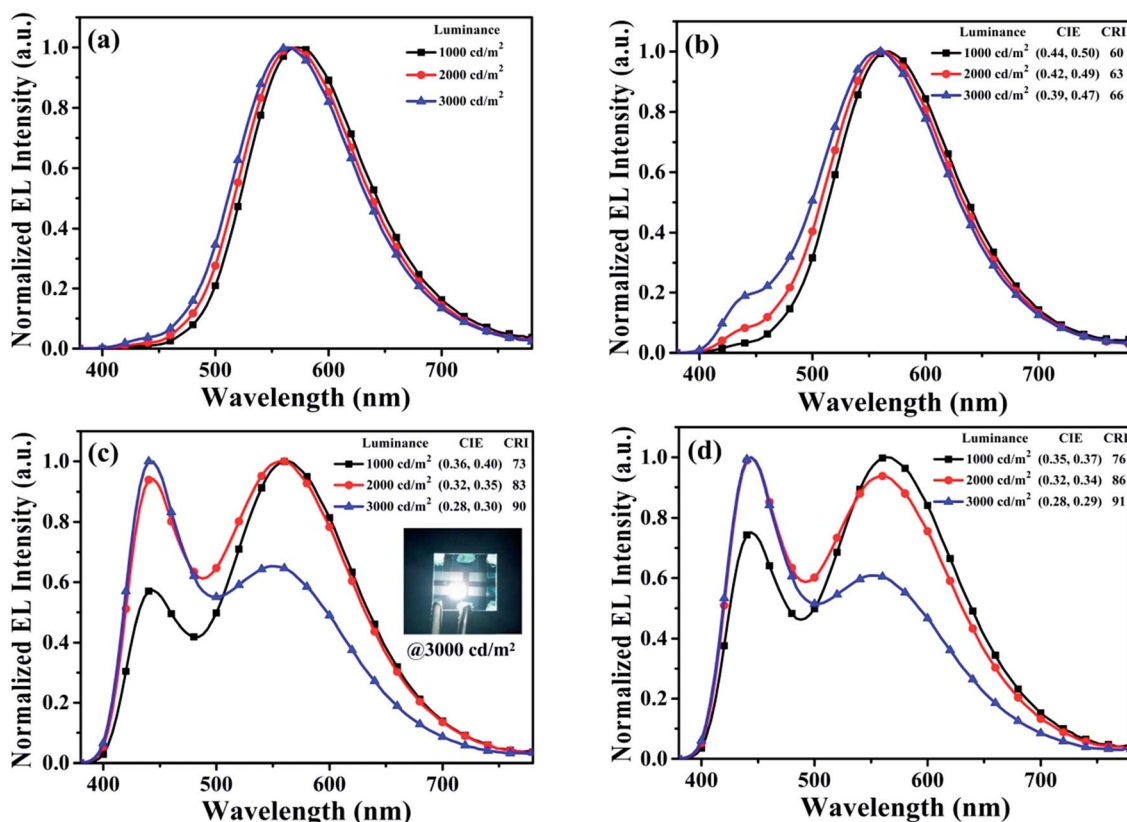 (a)
Luminance
1000 cd/m²
2000 cd/m²
3000 cd/m²
Normalized EL Intensity (a.u.)
1.0
0.8
0.6
0.4
0.2
0.0
400 500 600 700
Wavelength (nm)
(b)
Luminance CIE CRI
1000 cd/m² (0.44, 0.50) 60
2000 cd/m² (0.42, 0.49) 63
3000 cd/m² (0.39, 0.47) 66
Normalized EL Intensity (a.u.)
1.0
0.8
0.6
0.4
0.2
0.0
400 500 600 700
Wavelength (nm)
(c)
Luminance CIE CRI
1000 cd/m² (0.36, 0.40) 73
2000 cd/m² (0.32, 0.35) 83
3000 cd/m² (0.28, 0.30) 90
@3000 cd/m²
Normalized EL Intensity (a.u.)
1.0
0.8
0.6
0.4
0.2
0.0
400 500 600 700
Wavelength (nm)
(d)
Luminance CIE CRI
1000 cd/m² (0.35, 0.37) 76
2000 cd/m² (0.32, 0.34) 86
3000 cd/m² (0.28, 0.29) 91
Normalized EL Intensity (a.u.)
1.0
0.8
0.6
0.4
0.2
0.0
400 500 600 700
Wavelength (nm)